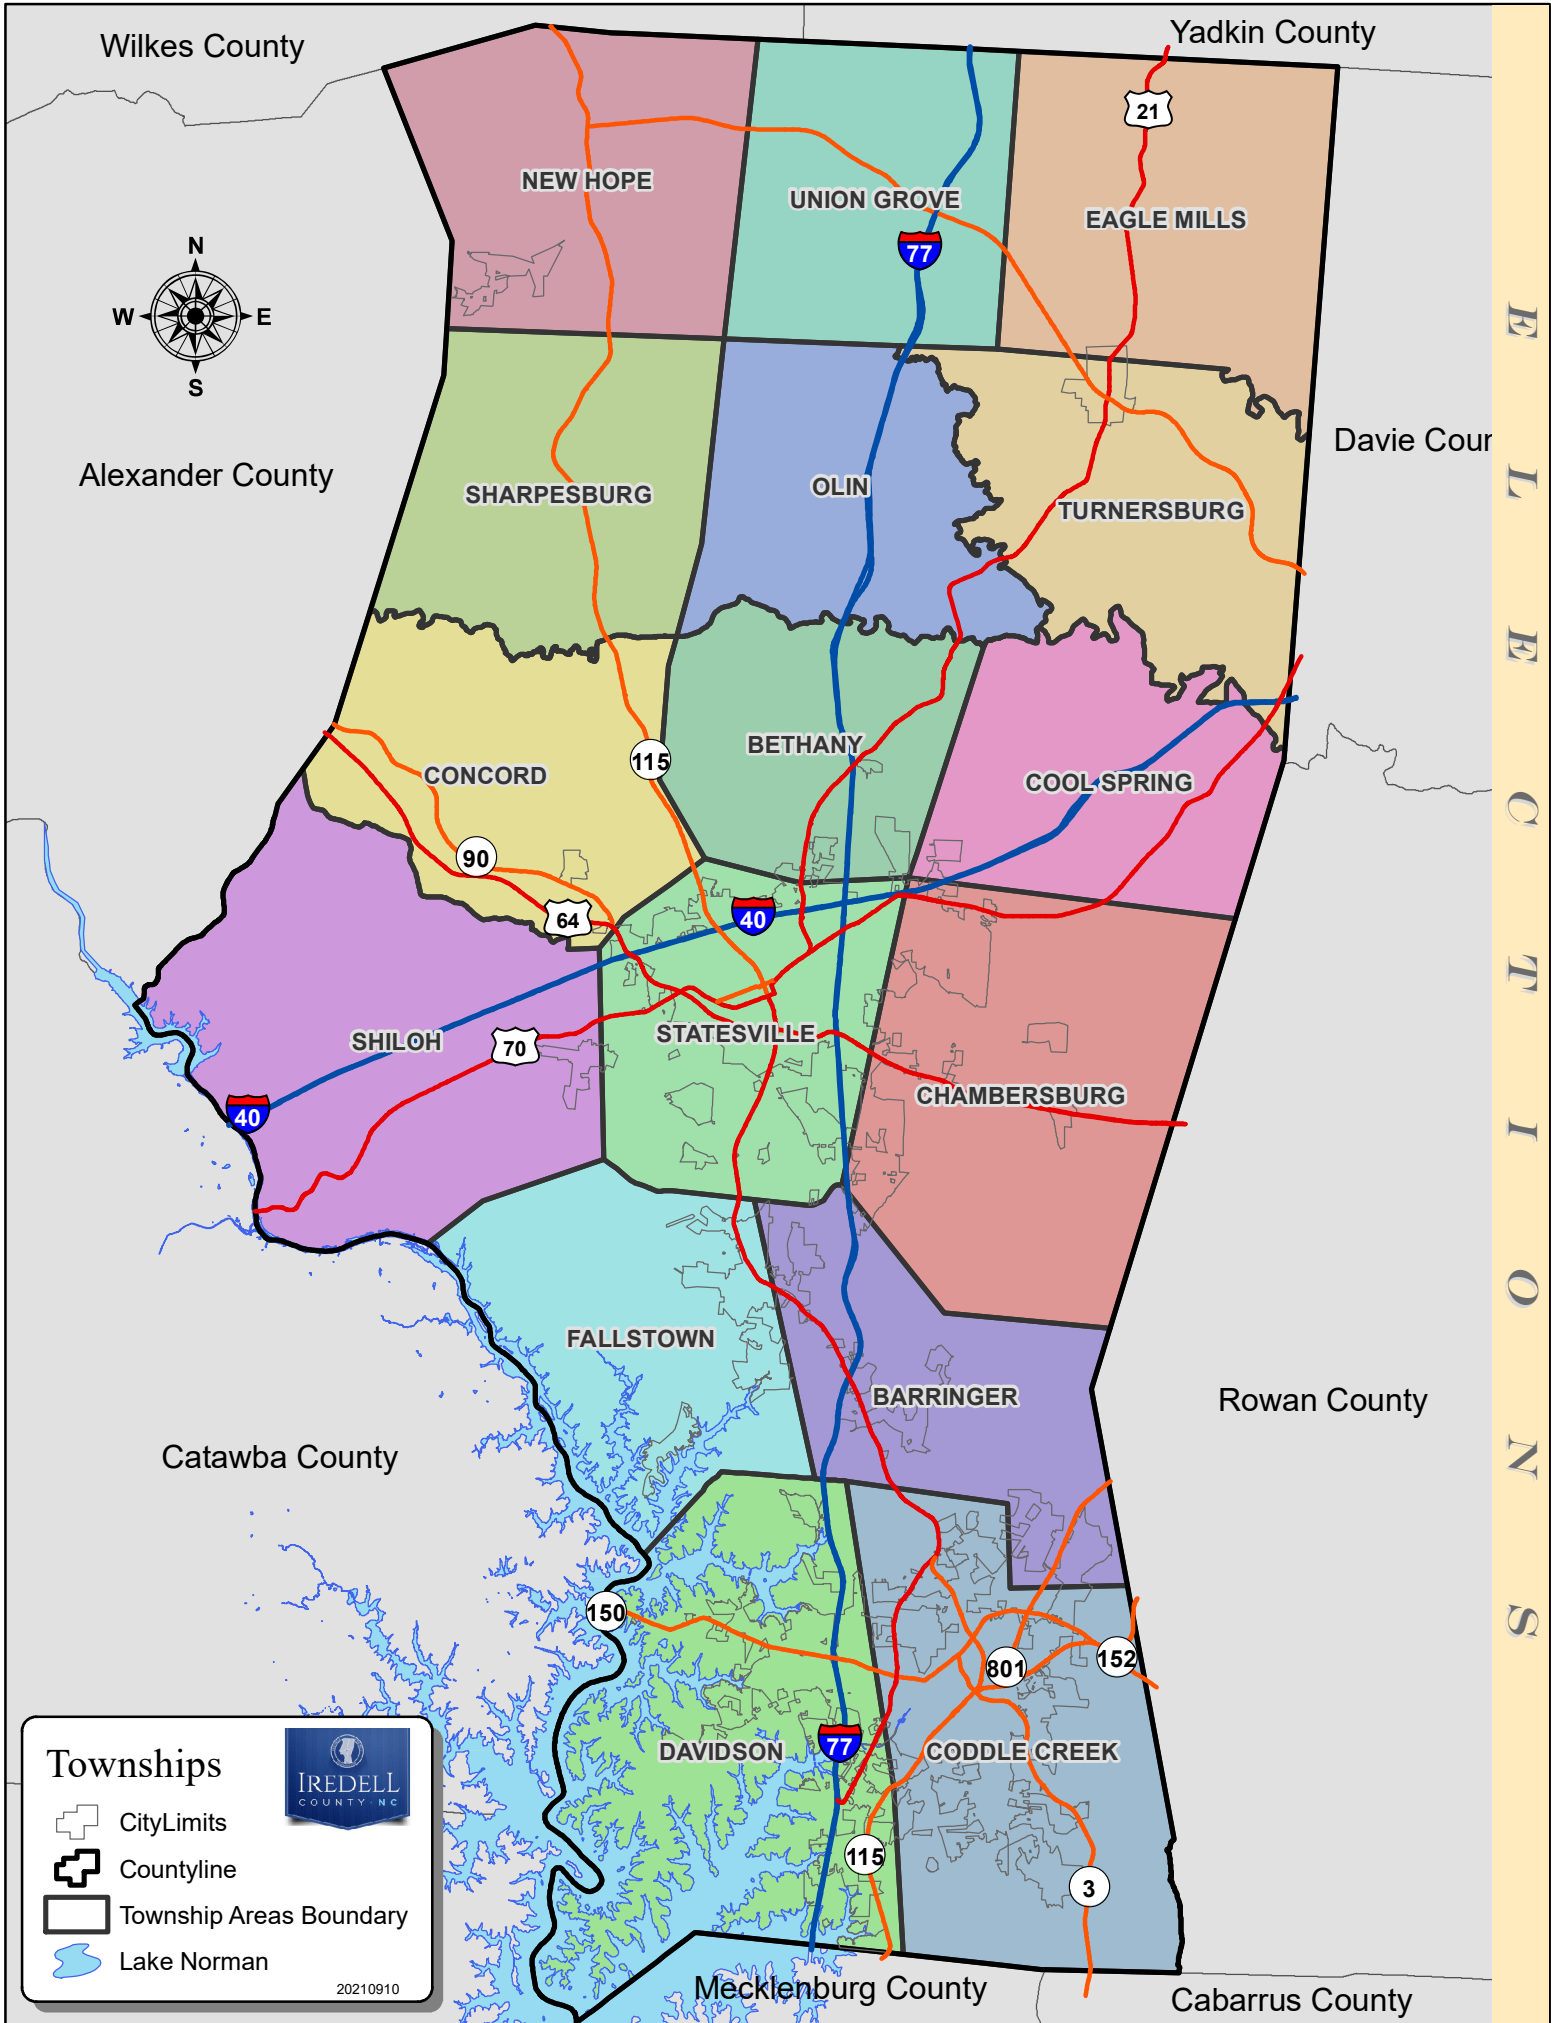 Wilkes County
Yadkin County
21
NEW HOPE
UNION GROVE
EAGLE MILLS
77
N
W
E
S
Davie Cour
Alexander County
SHARPESBURG
OLIN
TURNERSBURG
BETHANY
115
CONCORD
COOL SPRING
90
64
40
STATESVILLE
SHILOH
70
CHAMBERSBURG
40
FALLSTOWN
BARRINGER
Rowan County
Catawba County
150
801
152
77
DAVIDSON
CODDLE CREEK
115
3
Mecklenburg County
Cabarrus County
Townships
IREDELL
COUNTY NC
CityLimits
Countyline
Township Areas Boundary
Lake Norman
20210910
ELECTIONS